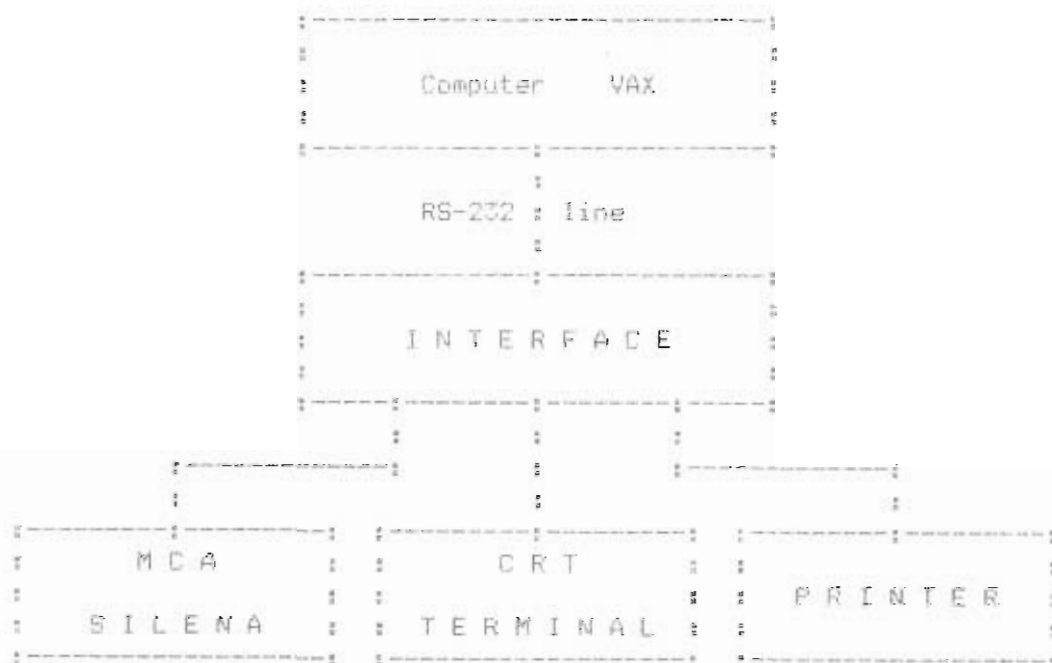 Computer VAX
RS-232 line
INTERFACE
MCA
SILENA
CRT
TERMINAL
PRINTER